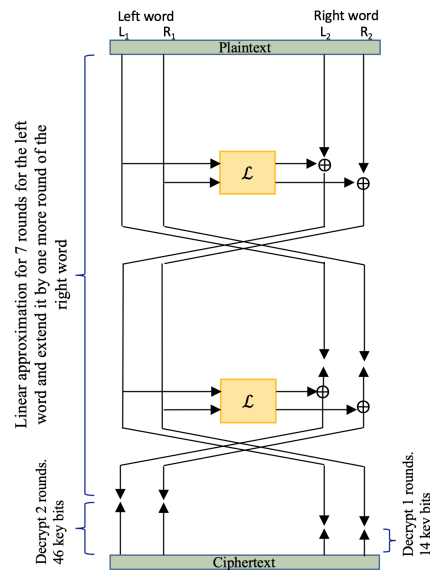 Left word
Right word
L₁ R₁ L₂ R₂
Plaintext
Linear approximation for 7 rounds for the left
word and extend it by one more round of the
right word
ℒ
ℒ
Decrypt 2 rounds.
46 key bits
Decrypt 1 rounds.
14 key bits
Ciphertext